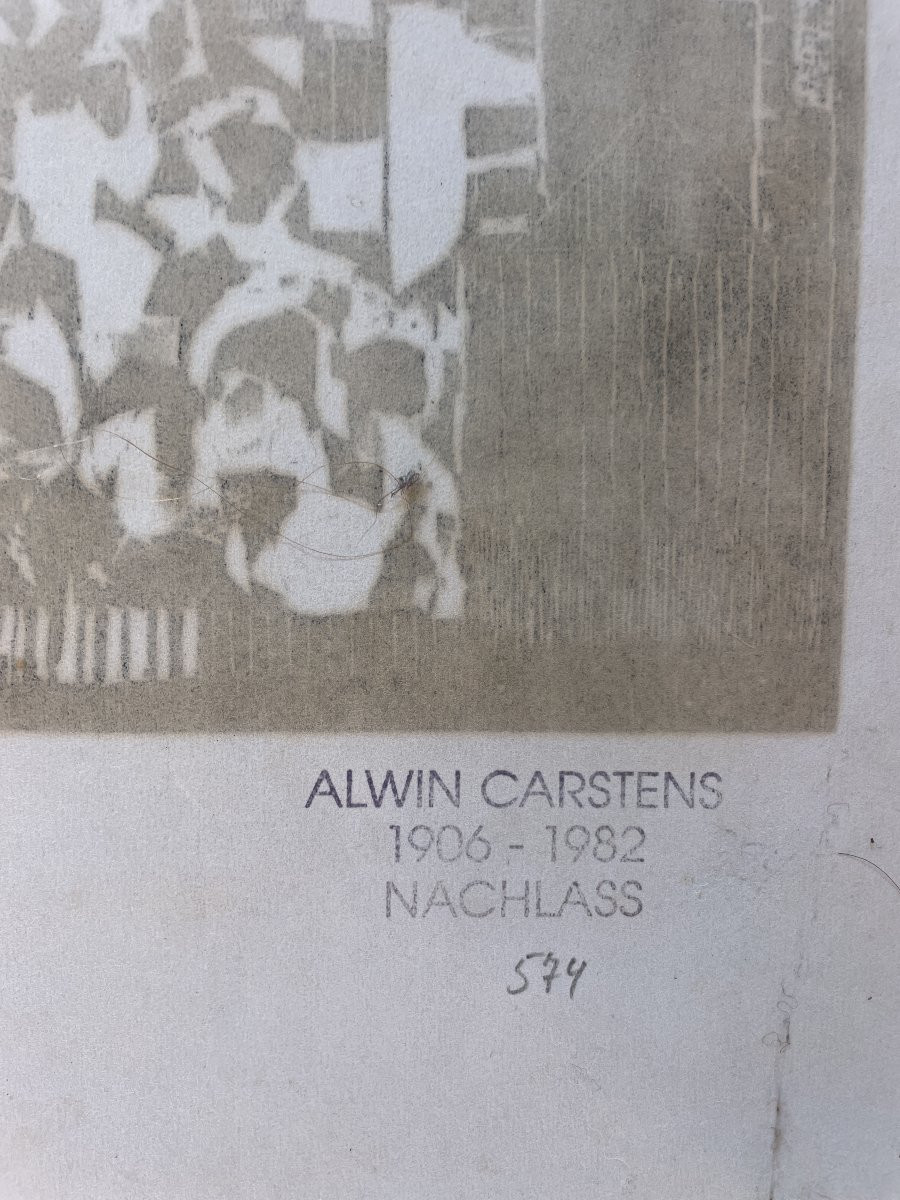 ALWIN CARSTENS
1906 - 1982
NACHLASS
574